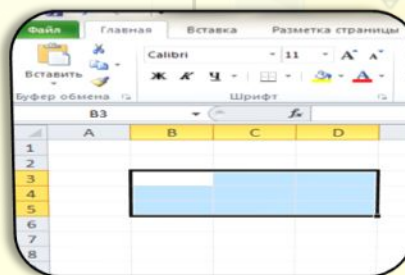 Файл Главная Вставка Разметка страницы
Вставить
Calibri 11 A A
Ж К Ч A
Буфер обмена Шрифт
B3 fx
A B C D
1
2
3
4
5
6
7
8